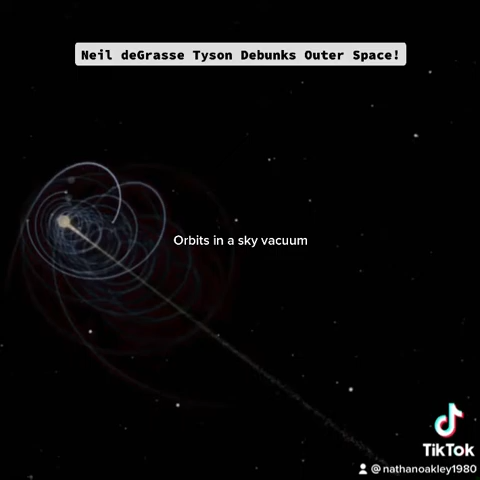 Neil deGrasse Tyson Debunks Outer Space!
Orbits in a sky vacuum
TikTok
@nathanoakley1980